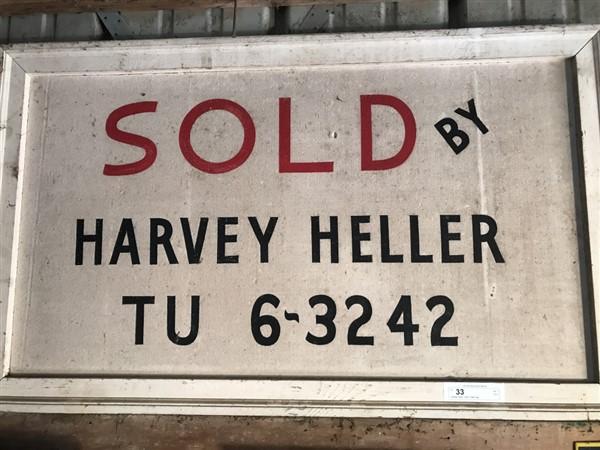 SOLD BY
HARVEY HELLER
TU 6-3242
33